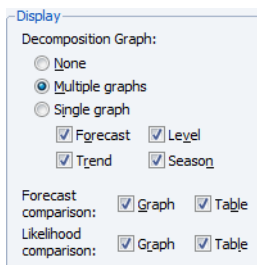 Display
Decomposition Graph:
None
Multiple graphs
Single graph
Forecast Level
Trend Season
Forecast comparison: Graph Table
Likelihood comparison: Graph Table